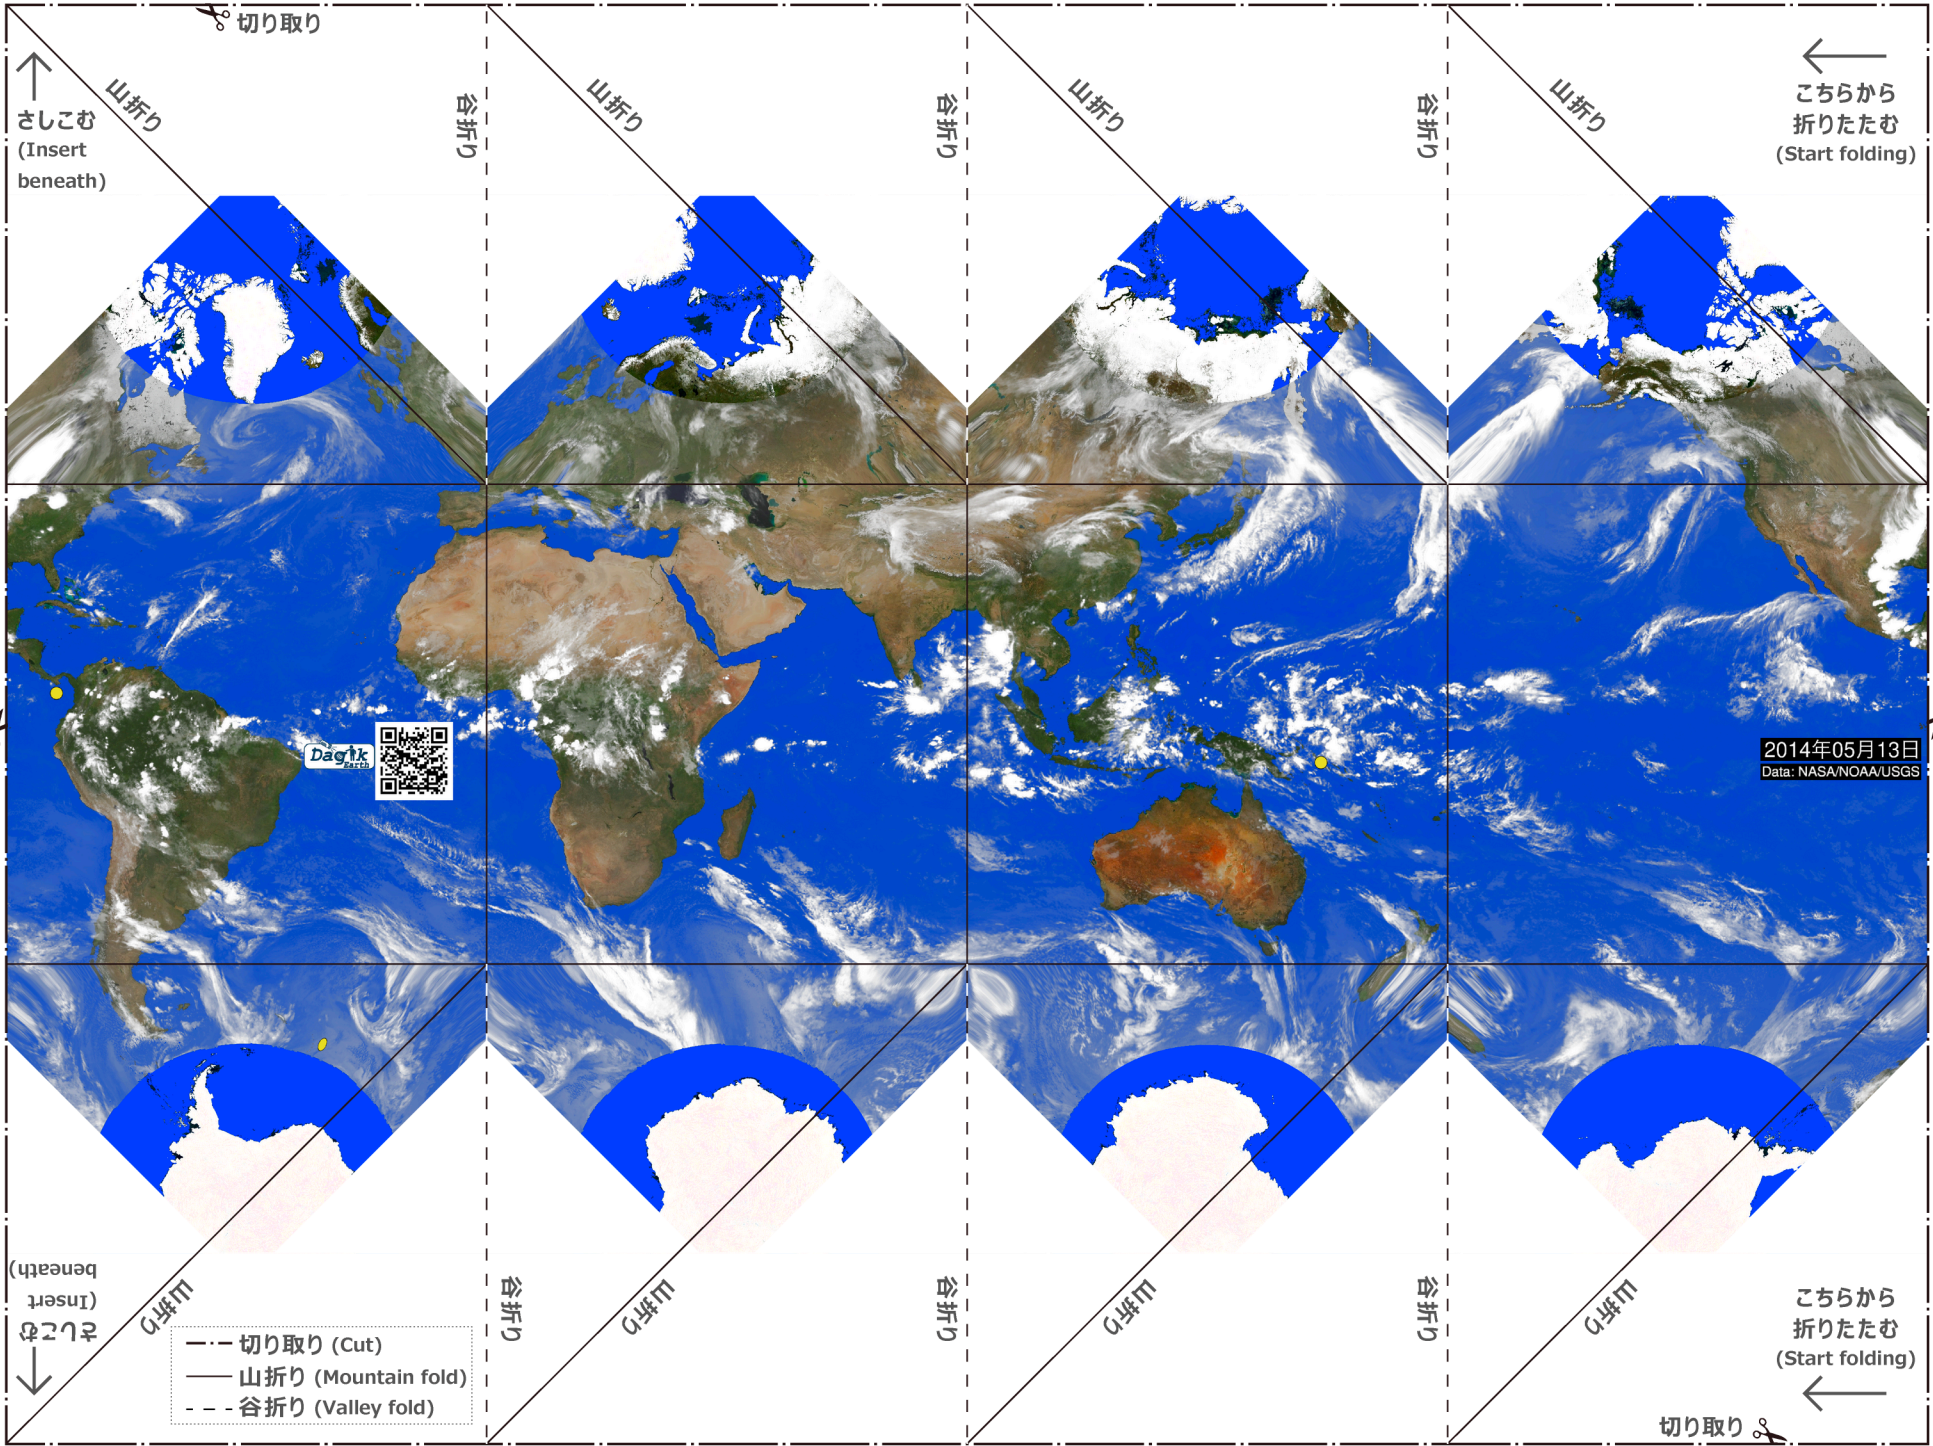 切り取り
さしこむ
(Insert
beneath)
山折り
谷折り
山折り
谷折り
山折り
谷折り
山折り
こちらから
折りたたむ
(Start folding)
Dagik
Earth
2014年05月13日
Data: NASA/NOAA/USGS
さしこむ
(Insert
beneath)
山折り
谷折り
山折り
谷折り
山折り
谷折り
山折り
こちらから
折りたたむ
(Start folding)
切り取り (Cut)
山折り (Mountain fold)
谷折り (Valley fold)
切り取り